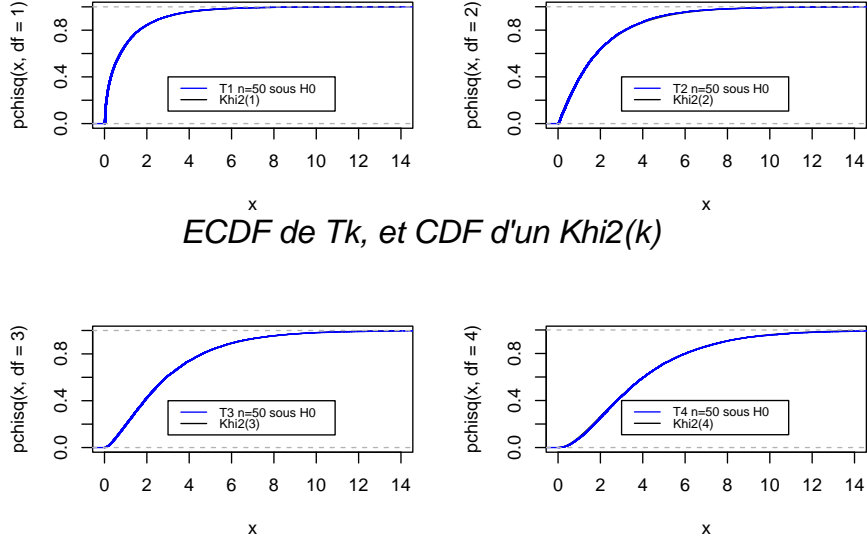 pchisq(x, df = 1)
0.0 0.4 0.8
T1 n=50 sous H0
Khi2(1)
0 2 4 6 8 10 12 14
x
pchisq(x, df = 2)
0.0 0.4 0.8
T2 n=50 sous H0
Khi2(2)
0 2 4 6 8 10 12 14
x
ECDF de Tk, et CDF d'un Khi2(k)
pchisq(x, df = 3)
0.0 0.4 0.8
T3 n=50 sous H0
Khi2(3)
0 2 4 6 8 10 12 14
x
pchisq(x, df = 4)
0.0 0.4 0.8
T4 n=50 sous H0
Khi2(4)
0 2 4 6 8 10 12 14
x